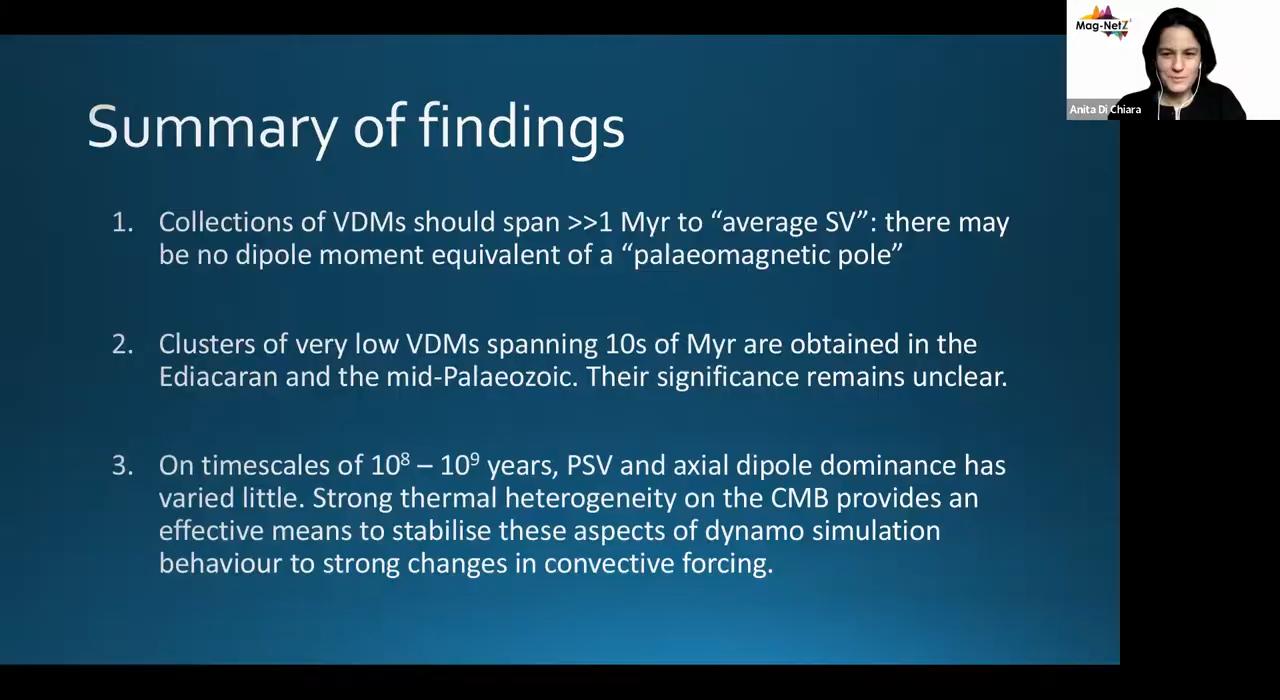 Summary of findings
1. Collections of VDMs should span >>1 Myr to “average SV”: there may
be no dipole moment equivalent of a “palaeomagnetic pole”
2. Clusters of very low VDMs spanning 10s of Myr are obtained in the
Ediacaran and the mid-Palaeozoic. Their significance remains unclear.
3. On timescales of 10⁸ – 10⁹ years, PSV and axial dipole dominance has
varied little. Strong thermal heterogeneity on the CMB provides an
effective means to stabilise these aspects of dynamo simulation
behaviour to strong changes in convective forcing.
Mag-NetZ
Anita Di Chiara